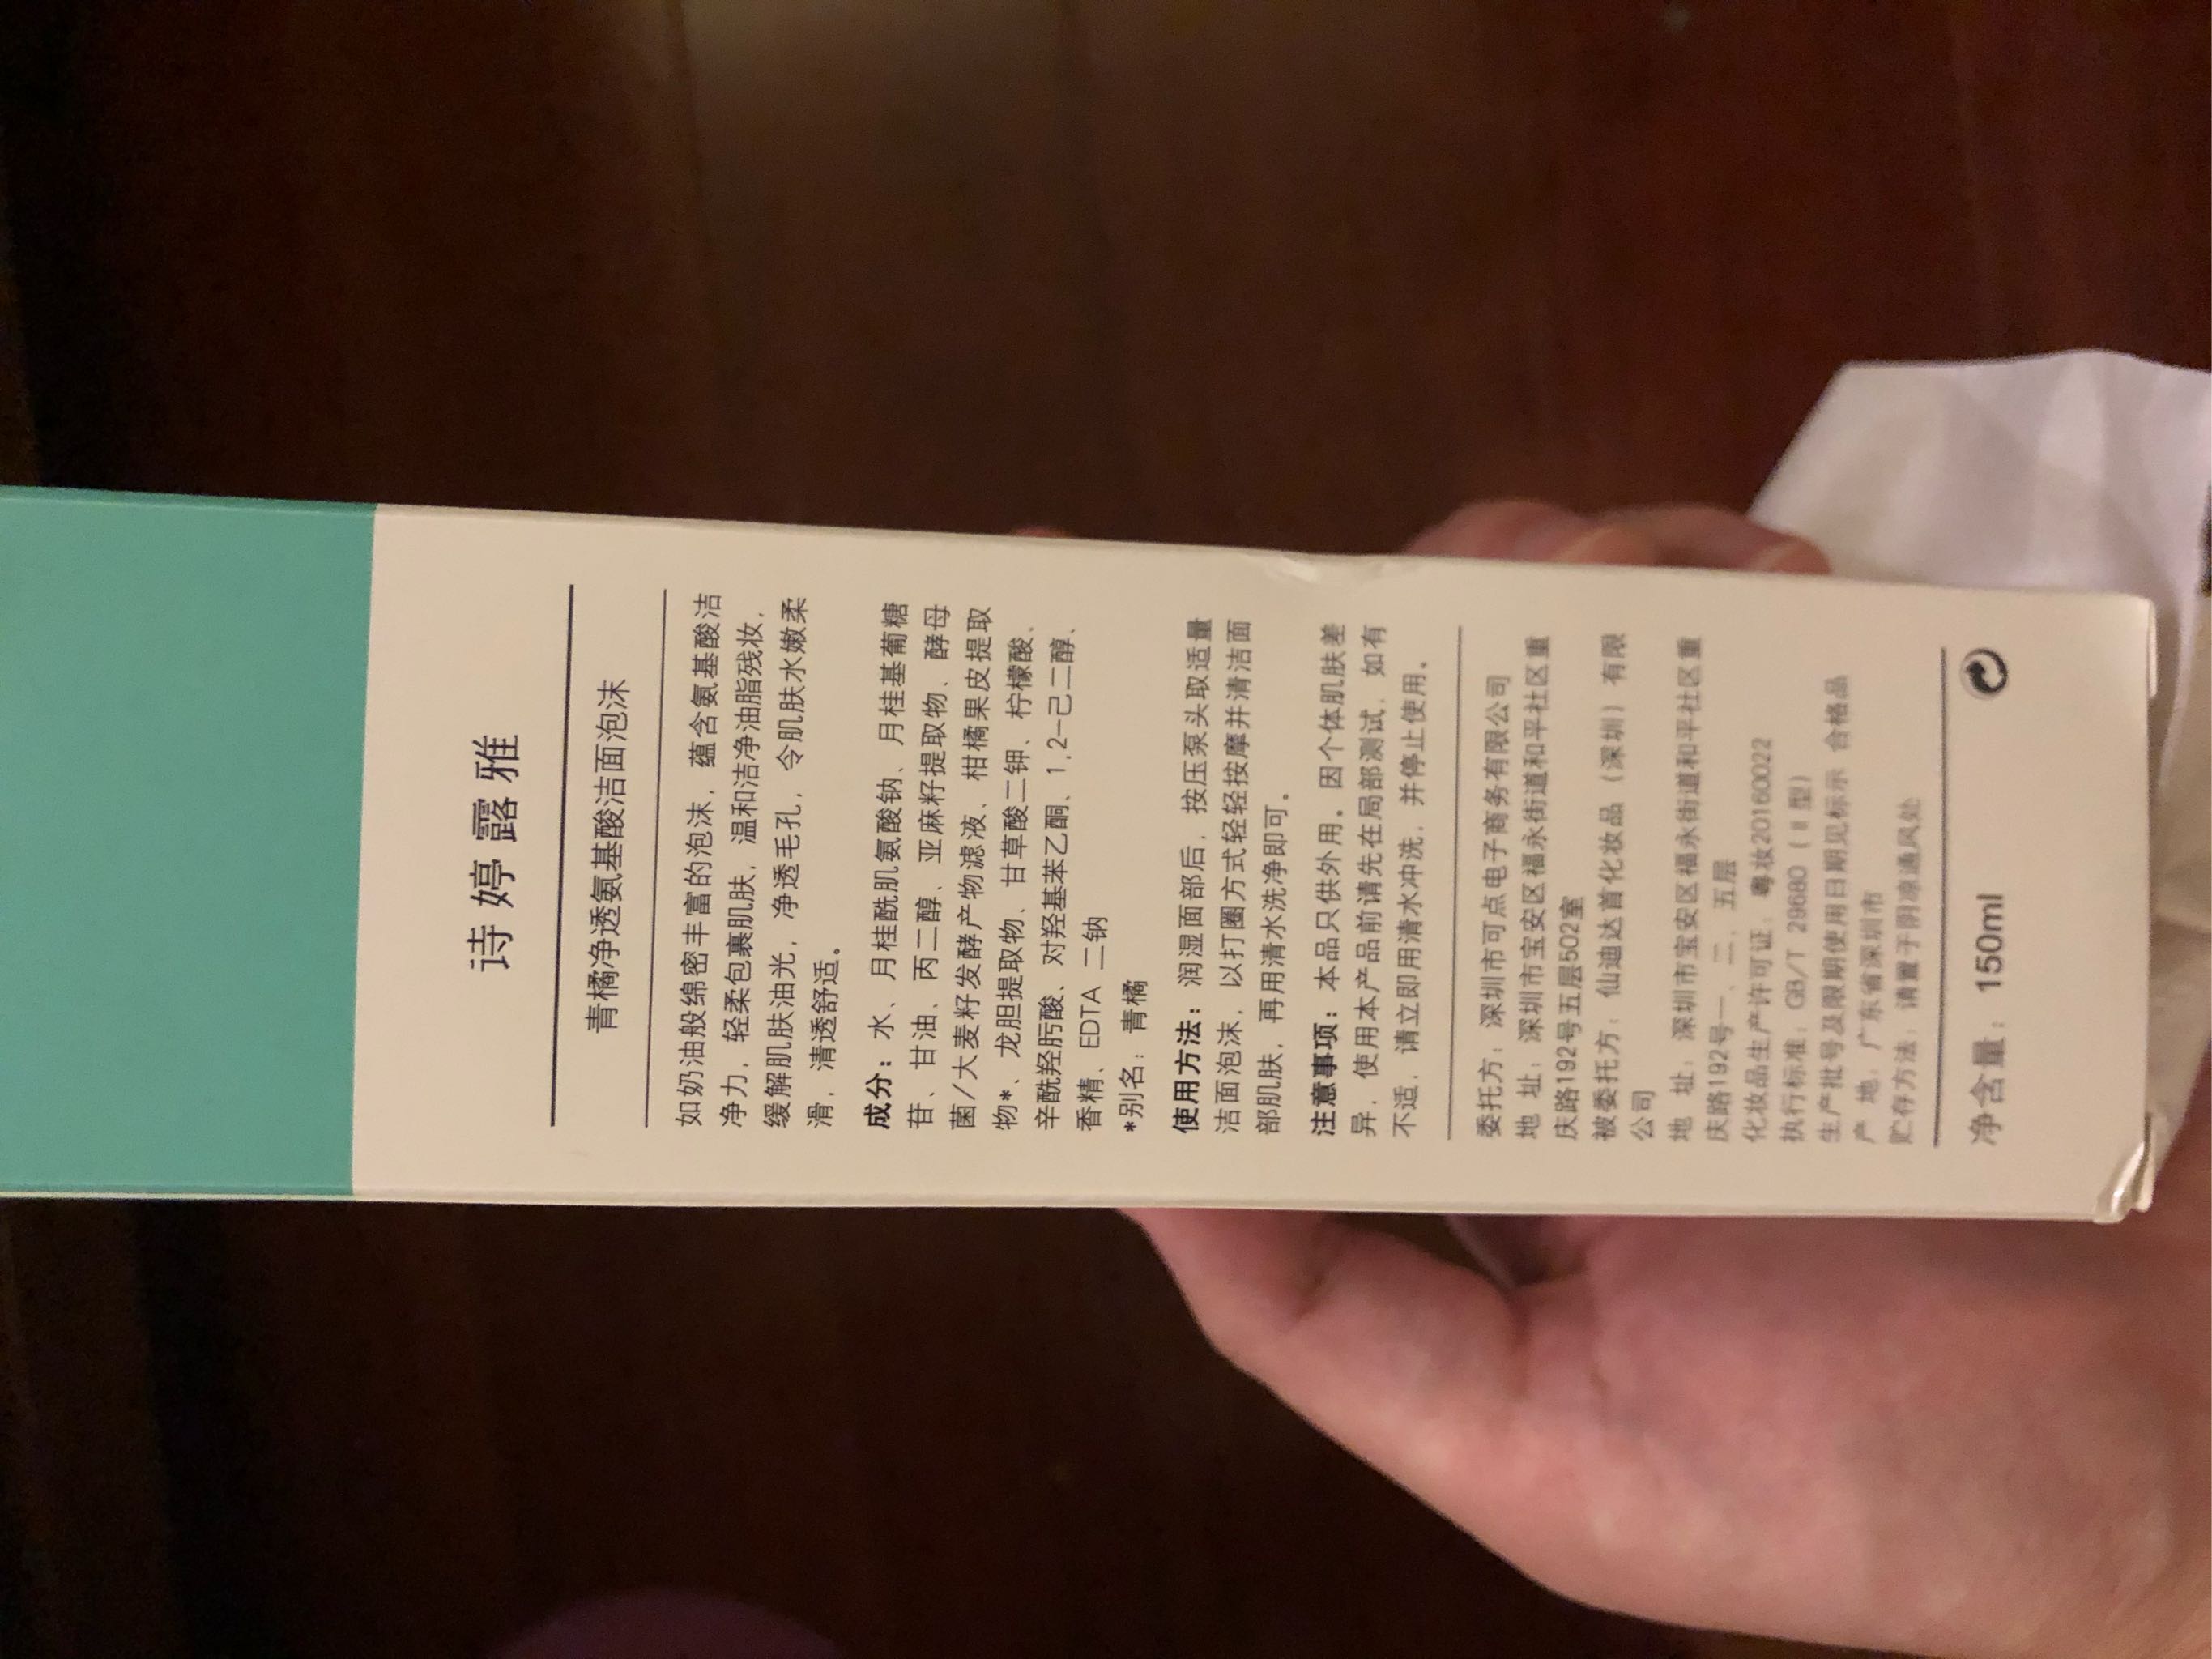 诗婷露雅
青橘净透氨基酸洁面泡沫
如奶油般绵密丰富的泡沫，蕴含氨基酸洁
净力，轻柔包裹肌肤，温和洁净油脂残妆，
缓解肌肤油光，净透毛孔，令肌肤水嫩柔
滑，清透舒适。
成分：水、月桂酰肌氨酸钠、月桂基葡糖
苷、甘油、丙二醇、亚麻籽提取物、酵母
菌/大麦籽发酵产物滤液、柑橘果皮提取
物*、龙胆提取物、甘草酸二钾、柠檬酸、
辛酰羟肟酸、对羟基苯乙酮、1,2-己二醇、
香精、EDTA 二钠
*别名：青橘
使用方法：润湿面部后，按压泵头取适量
洁面泡沫，以打圈方式轻轻按摩并清洁面
部肌肤，再用清水洗净即可。
注意事项：本品只供外用。因个体肌肤差
异，使用本产品前请先在局部测试，如有
不适，请立即用清水冲洗，并停止使用。
委托方：深圳市可点电子商务有限公司
地 址：深圳市宝安区福永街道和平社区重
庆路192号五层502室
被委托方：仙迪达首化妆品（深圳）有限
公司
地 址：深圳市宝安区福永街道和平社区重
庆路192号一、二、五层
化妆品生产许可证：粤妆20160022
执行标准：GB/T 29680（II型）
生产批号及限期使用日期见标示 合格品
产 地：广东省深圳市
贮存方法：请置于阴凉通风处
净含量：150ml